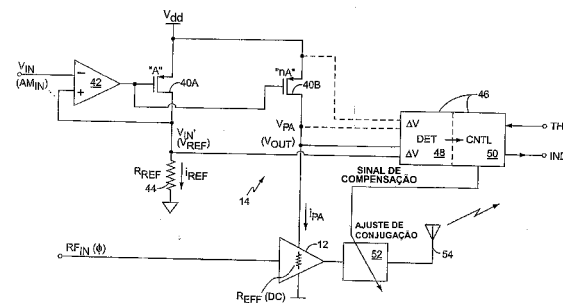 Vdd
"A"
"nA"
VIN
(AMIN)
−
+
42
40A
40B
46
VIN'
(VREF)
VPA
(VOUT)
ΔV
DET
CNTL
48
50
ΔV
TH
IND
RREF
44
iREF
14
SINAL DE
COMPENSAÇÃO
iPA
AJUSTE DE
CONJUGAÇÃO
RFIN (ϕ)
12
52
54
REFF (DC)